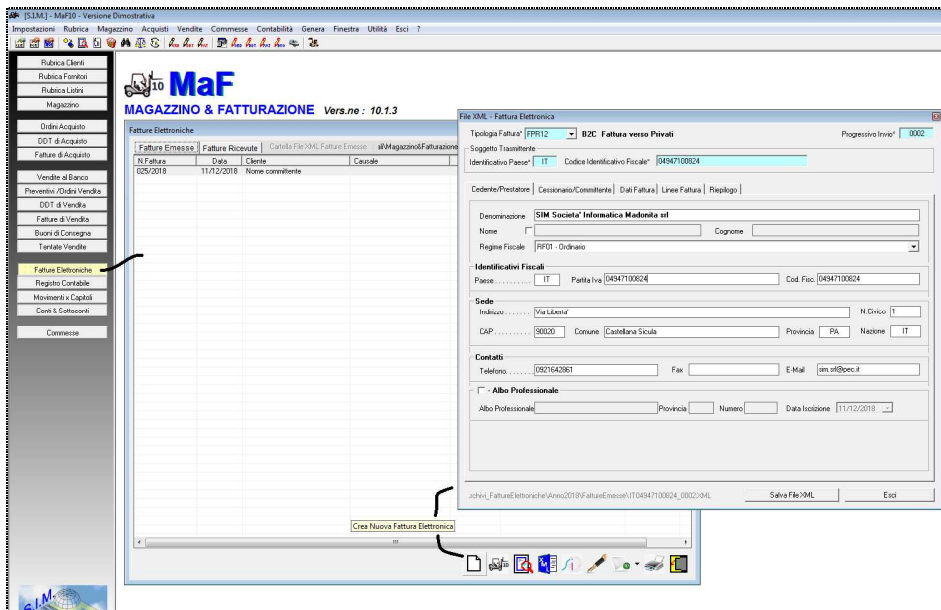 [S.I.M.] - MaF10 - Versione Dimostrativa
Impostazioni Rubrica Magazzino Acquisti Vendite Commesse Contabilità Genera Finestra Utilità Esci ?
Rubrica Clienti
Rubrica Fornitori
Rubrica Listini
Magazzino
Ordini Acquisto
DDT di Acquisto
Fatture di Acquisto
Vendite al Banco
Preventivi /Ordini Vendita
DDT di Vendita
Fatture di Vendita
Buoni di Consegna
Tentate Vendite
Fatture Elettroniche
Registro Contabile
Movimenti x Capitoli
Conti & Sottoconti
Commesse
S.I.M.
10 MaF
MAGAZZINO & FATTURAZIONE Vers.ne : 10.1.3
Fatture Elettroniche
Fatture Emesse Fatture Ricevute Cartella File XML Fatture Emesse sil\Magazzino&Fatturazione
N.Fattura Data Cliente Causale
025/2018 11/12/2018 Nome committente
Crea Nuova Fattura Elettronica
File XML - Fattura Elettronica
Tipologia Fattura* FPR12 B2C Fattura verso Privati Progressivo Invio* 0002
Soggetto Trasmittente
Identificativo Paese* IT Codice Identificativo Fiscale* 04947100824
Cedente/Prestatore Cessionario/Committente Dati Fattura Linee Fattura Riepilogo
Denominazione SIM Societa' Informatica Madonita srl
Nome Cognome
Regime Fiscale RF01 - Ordinario
Identificativi Fiscali
Paese . . . . . . . . . . IT Partita Iva 04947100824 Cod. Fisc. 04947100824
Sede
Indirizzo . . . . . . . Via Liberta' N.Civico 1
CAP . . . . . . . . . . 90020 Comune Castellana Sicula Provincia PA Nazione IT
Contatti
Telefono. . . . . . . 0921642861 Fax E-Mail sim.srl@pec.it
- Albo Professionale
Albo Professionale Provincia Numero Data Iscrizione 11/12/2018
.chivi_FattureElettroniche\Anno2018\FattureEmesse\IT04947100824_0002.XML Salva File XML Esci